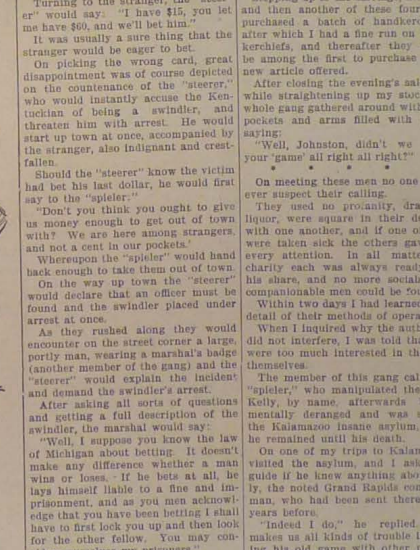 Turning to the stranger, the
er" would say: "I have $15, you let
me have $60, and we'll bet him."
It was usually a sure thing that the
stranger would be eager to bet.
On picking the wrong card, great
disappointment was of course depicted
on the countenance of the "steerer,"
who would instantly accuse the Ken-
tuckian of being a swindler, and
threaten him with arrest. He would
start up town at once, accompanied by
the stranger, also indignant and crest-
fallen.
Should the "steerer" know the victim
had bet his last dollar, he would first
say to the "spieler:"
"Don't you think you ought to give
us money enough to get out of town
with? We are here among strangers,
and not a cent in our pockets.'
Whereupon the "spieler" would hand
back enough to take them out of town.
On the way up town the "steerer"
would declare that an officer must be
found and the swindler placed under
arrest at once.
As they rushed along they would
encounter on the street corner a large,
portly man, wearing a marshal's badge
(another member of the gang) and the
"steerer" would explain the incident
and demand the swindler's arrest.
After asking all sorts of questions
and getting a full description of the
swindler, the marshal would say:
"Well, I suppose you know the law
of Michigan about betting. It doesn't
make any difference whether a man
wins or loses. If he bets at all, he
lays himself liable to a fine and im-
prisonment, and as you men acknowl-
edge that you have been betting I shall
have to first lock you up and then look
for the other fellow. You may con-
and then another of these four
purchased a batch of handker
kerchiefs, and thereafter they
after which I had a fine run on
be among the first to purchase
new article offered.
After closing the evening's sal
while straightening up my stoc
whole gang gathered around wi
pockets and arms filled with
saying:
"Well, Johnston, didn't we
your 'game' all right all right?"
* * * *
On meeting these men no one
ever suspect their calling.
They used no profanity, dra
liquor, were square in their de
with one another, and if one o
were taken sick the others ga
every attention. In all matte
charity each was always read
his share, and no more social
companionable men could be fo
Within two days I had learned
detail of their methods of opera
When I inquired why the aut
did not interfere, I was told tha
were too much interested in th
themselves.
The member of this gang cal
"spieler," who manipulated the
Kelly, by name, afterwards
mentally deranged and was s
the Kalamazoo insane asylum,
he remained until his death.
On one of my trips to Kalam
visited the asylum, and I ask
guide if he knew anything abo
ly, the noted Grand Rapids con
man, who had been sent there
years before.
"Indeed I do," he replied.
makes us all kinds of trouble